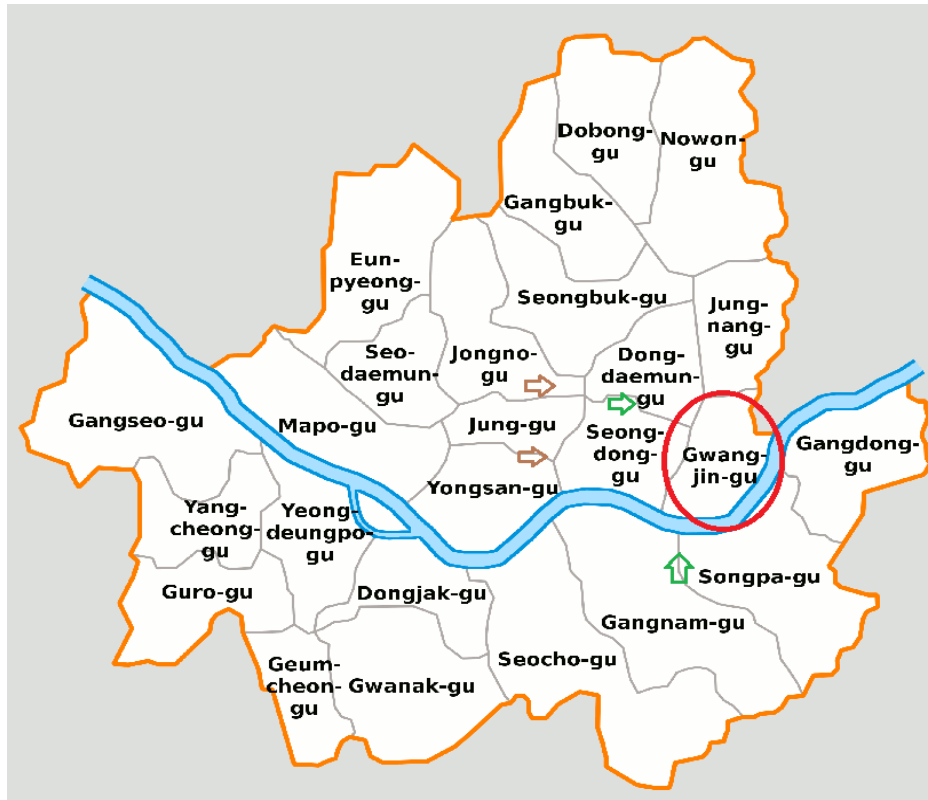 Dobong-
gu
Nowon-
gu
Gangbuk-
gu
Eun-
pyeong-
gu
Seongbuk-gu
Jung-
nang-
gu
Seo-
daemun-
gu
Jongno-
gu
Dong-
daemun-
gu
Gangseo-gu
Mapo-gu
Jung-gu
Seong-
dong-
gu
Gwang-
jin-gu
Gangdong-
gu
Yongsan-gu
Yang-
cheong-
gu
Yeong-
deungpo-
gu
Guro-gu
Dongjak-gu
Songpa-gu
Gangnam-gu
Seocho-gu
Geum-
cheon-
gu
Gwanak-gu